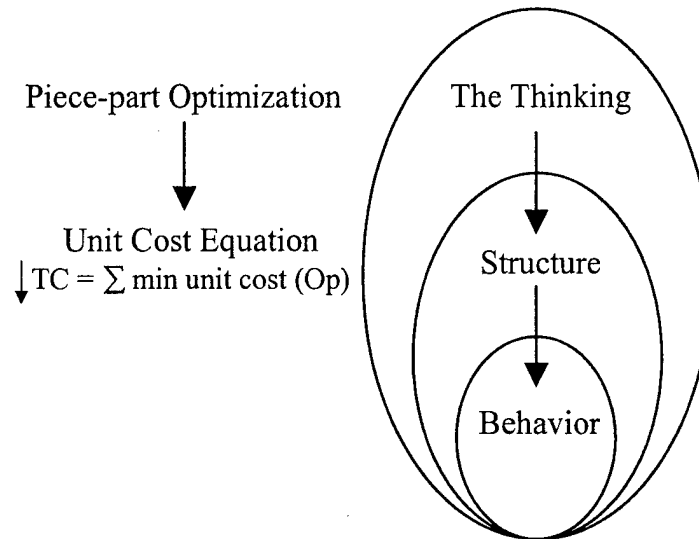 Piece-part Optimization
The Thinking
Unit Cost Equation
↓ TC = ∑ min unit cost (Op)
Structure
Behavior